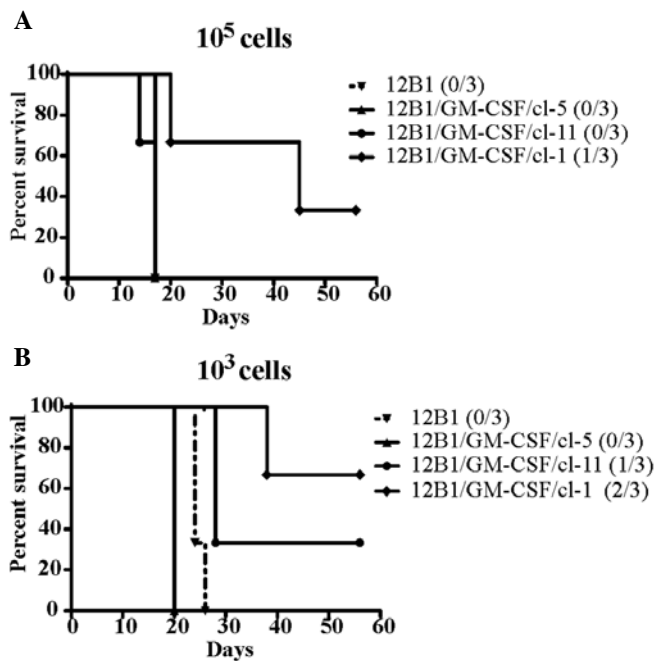 A
10⁵ cells
Percent survival
100
80
60
40
20
0
0 10 20 30 40 50 60
Days
12B1 (0/3)
12B1/GM-CSF/cl-5 (0/3)
12B1/GM-CSF/cl-11 (0/3)
12B1/GM-CSF/cl-1 (1/3)
B
10³ cells
Percent survival
100
80
60
40
20
0
0 10 20 30 40 50 60
Days
12B1 (0/3)
12B1/GM-CSF/cl-5 (0/3)
12B1/GM-CSF/cl-11 (1/3)
12B1/GM-CSF/cl-1 (2/3)